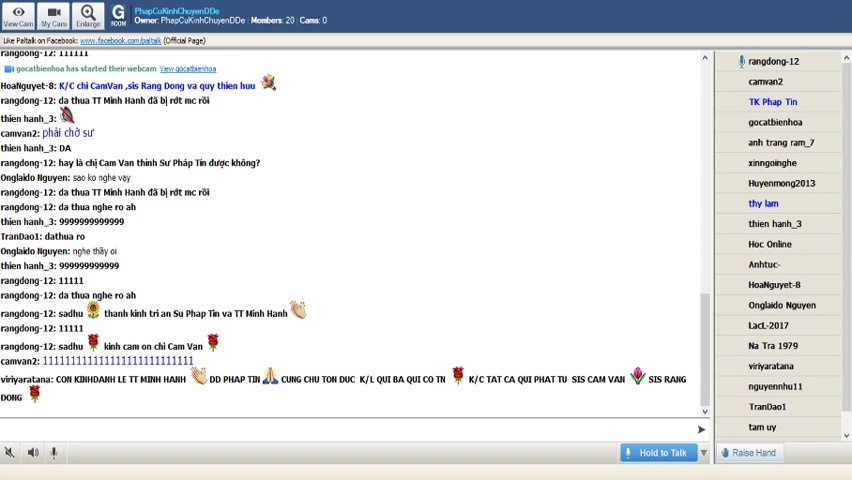 PhapCuKinhChuyenDDe
Owner: PhapCuKinhChuyenDDe Members: 20 Cams: 0
View Cam
My Cam
Enlarge
G
ROOM
Like Paltalk on Facebook: www.facebook.com/paltalk (Official Page)
rangdong-12: 111111
gocatbienhoa has started their webcam View gocatbienhoa
HoaNguyet-8: K/C chi CamVan ,sis Rang Dong va quy thien huu
rangdong-12: da thua TT Minh Hanh đã bị rớt mc rồi
thien hanh_3:
camvan2: phải chờ sư
thien hanh_3: DA
rangdong-12: hay là chị Cam Van thỉnh Sư Pháp Tín được không?
Onglaido Nguyen: sao ko nghe vạy
rangdong-12: da thua TT Minh Hanh đã bị rớt mc rồi
rangdong-12: da thua nghe ro ah
thien hanh_3: 9999999999999
TranDao1: dathua ro
Onglaido Nguyen: nghe thầy oi
thien hanh_3: 999999999999
rangdong-12: 11111
rangdong-12: da thua nghe ro ah
rangdong-12: sadhu thanh kinh tri an Su Phap Tin va TT Minh Hanh
rangdong-12: 11111
rangdong-12: sadhu kinh cam on chi Cam Van
camvan2: 1111111111111111111111111111
viriyaratana: CON KINHDANH LE TT MINH HANH DD PHAP TIN CUNG CHU TON DUC K/L QUI BA QUI CO TN K/C TAT CA QUI PHAT TU SIS CAM VAN SIS RANG
DONG
Hold to Talk
rangdong-12
camvan2
TK Phap Tin
gocatbienhoa
anh trang ram_7
xinngoinghe
Huyenmong2013
thy lam
thien hanh_3
Hoc Online
Anhtuc-
HoaNguyet-8
Onglaido Nguyen
LacL-2017
Na Tra 1979
viriyaratana
nguyennhu11
TranDao1
tam uy
Raise Hand